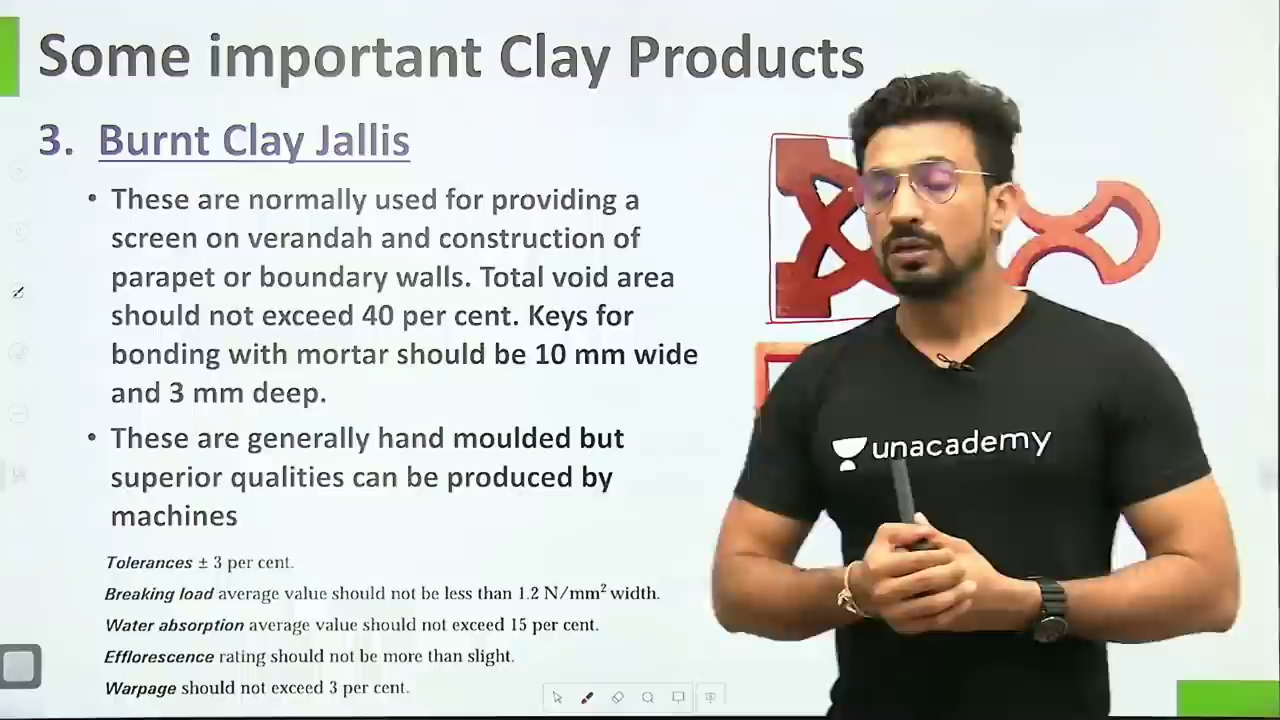 Some important Clay Products
3. Burnt Clay Jallis
• These are normally used for providing a
screen on verandah and construction of
parapet or boundary walls. Total void area
should not exceed 40 per cent. Keys for
bonding with mortar should be 10 mm wide
and 3 mm deep.
• These are generally hand moulded but
superior qualities can be produced by
machines
Tolerances ± 3 per cent.
Breaking load average value should not be less than 1.2 N/mm² width.
Water absorption average value should not exceed 15 per cent.
Efflorescence rating should not be more than slight.
Warpage should not exceed 3 per cent.
unacademy